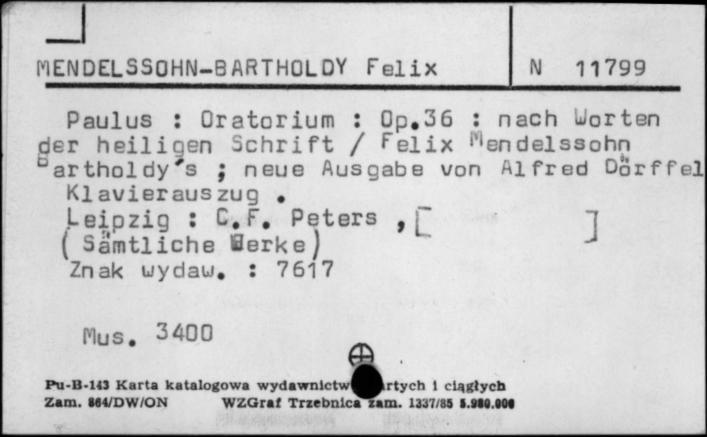 MENDELSSOHN-BARTHOLDY Felix N 11799
Paulus : Oratorium : Op.36 : nach Worten
der heiligen Schrift / Felix Mendelssohn
Bartholdy's ; neue Ausgabe von Alfred Dörffel
Klavierauszug .
Leipzig : C.F. Peters , [ ]
(Sämtliche Werke)
Znak wydaw. : 7617
Mus. 3400
Pu-B-143 Karta katalogowa wydawnictw rtych i ciągłych
Zam. 864/DW/ON WZGraf Trzebnica zam. 1337/85 5.980.000